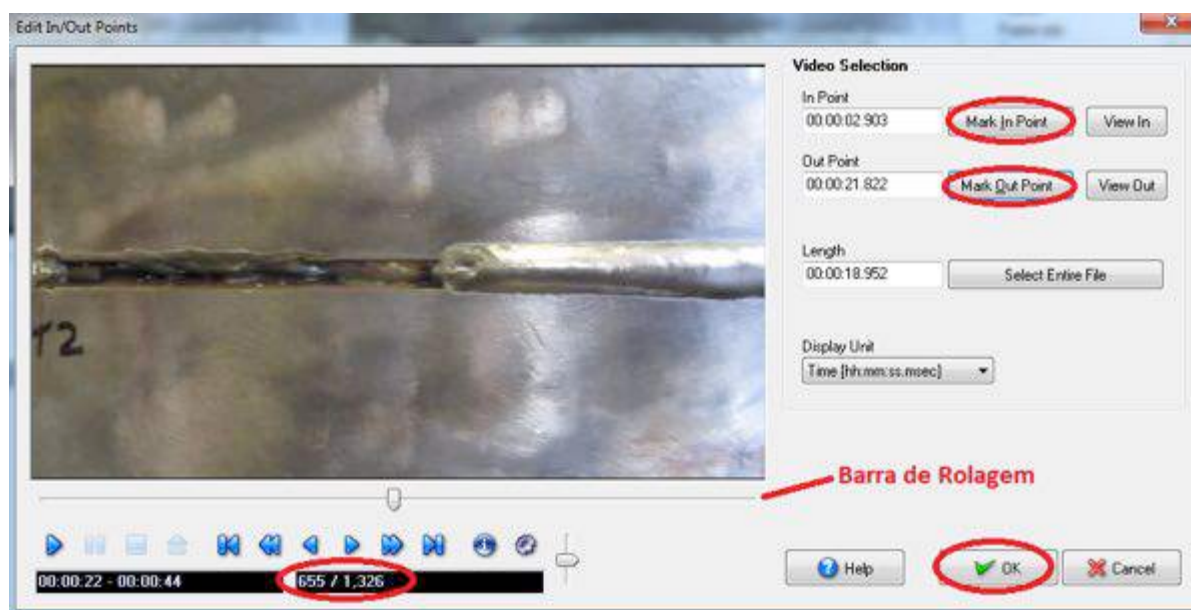 Edit In/Out Points
Video Selection
In Point
00:00:02.903
Mark In Point
View In
Out Point
00:00:21.822
Mark Out Point
View Out
Length
00:00:18.952
Select Entire File
T2
Display Unit
Time [hh:mm:ss.msec]
Barra de Rolagem
00:00:22 - 00:00:44
655 / 1,326
Help
OK
Cancel